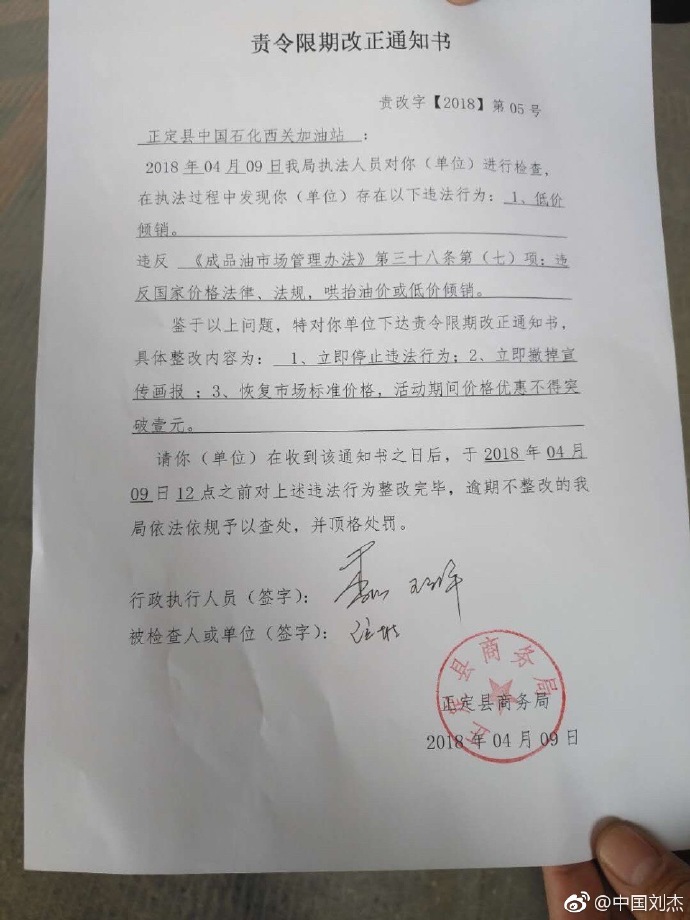 责令限期改正通知书
责改字【2018】第 05 号
正定县中国石化西关加油站 :
2018 年 04 月 09 日我局执法人员对你（单位）进行检查，
在执法过程中发现你（单位）存在以下违法行为：1、低价
倾销。
违反 《成品油市场管理办法》第三十八条第（七）项：违
反国家价格法律、法规，哄抬油价或低价倾销。
鉴于以上问题，特对你单位下达责令限期改正通知书，
具体整改内容为： 1、立即停止违法行为；2、立即撤掉宣
传画报 ；3、恢复市场标准价格，活动期间价格优惠不得突
破壹元。
请你（单位）在收到该通知书之日后，于 2018 年 04 月
09 日 12 点之前对上述违法行为整改完毕，逾期不整改的我
局依法依规予以查处，并顶格处罚。
行政执行人员（签字）：
被检查人或单位（签字）：
正定县商务局
正定县商务局
2018 年 04 月 09 日
@中国刘杰